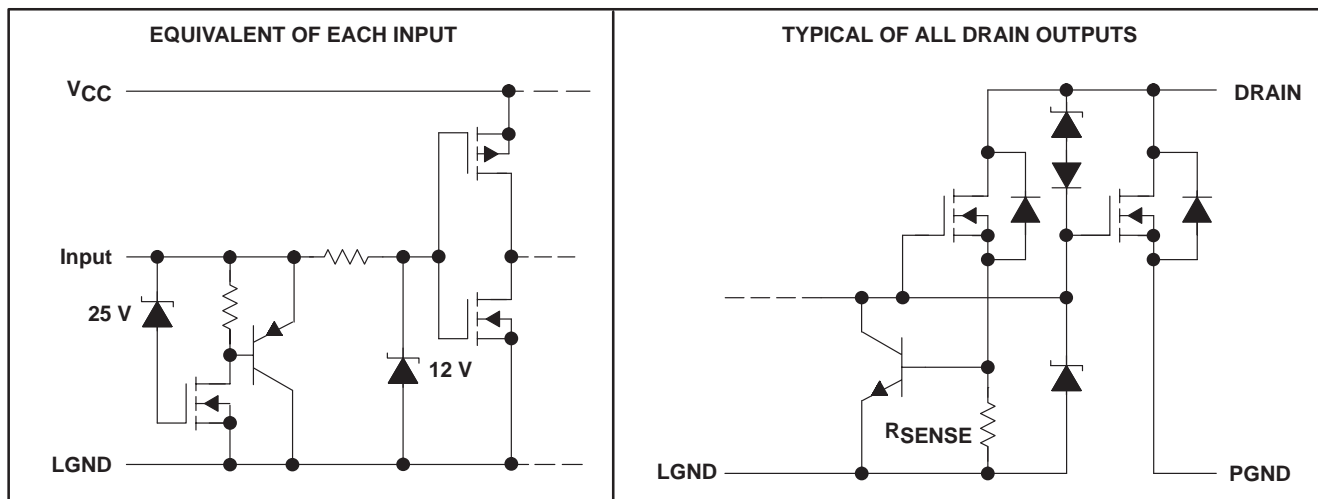 EQUIVALENT OF EACH INPUT
VCC
Input
25 V
12 V
LGND
TYPICAL OF ALL DRAIN OUTPUTS
DRAIN
RSENSE
LGND
PGND